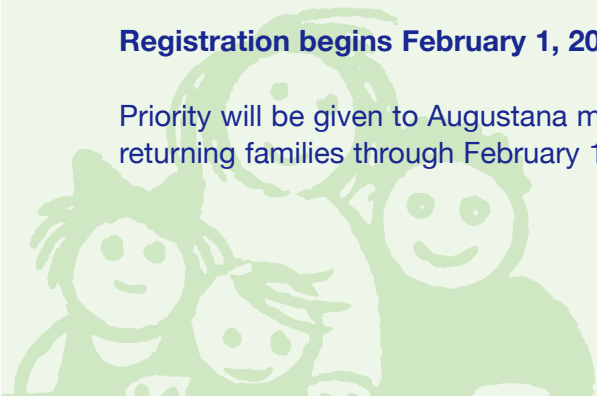 Registration begins February 1, 20
Priority will be given to Augustana m
returning families through February 1